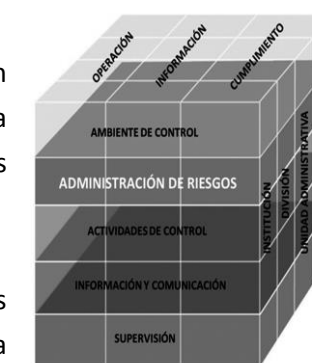 OPERACIÓN
INFORMACIÓN
CUMPLIMIENTO
n
a
s
AMBIENTE DE CONTROL
ADMINISTRACIÓN DE RIESGOS
ACTIVIDADES DE CONTROL
INFORMACIÓN Y COMUNICACIÓN
SUPERVISIÓN
INSTITUCIÓN
DIVISIÓN
UNIDAD ADMINISTRATIVA
s
a